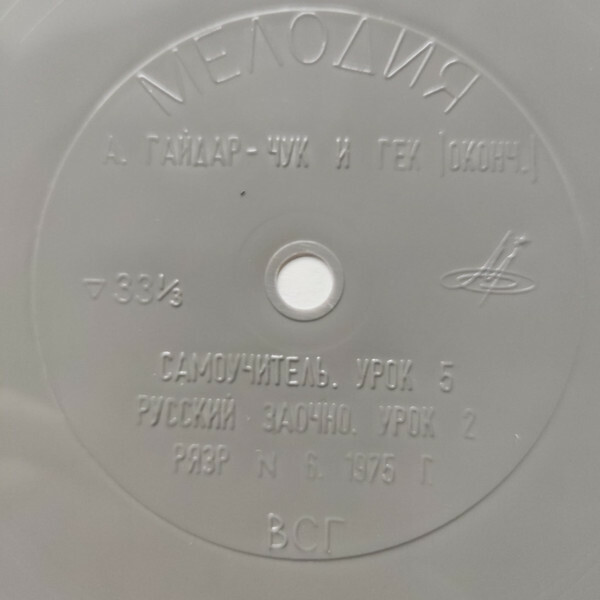 МЕЛОДИЯ
А. ГАЙДАР - ЧУК И ГЕК (ОКОНЧ.)
▽ 33⅓
САМОУЧИТЕЛЬ. УРОК 5
РУССКИЙ ЗАОЧНО. УРОК 2
РЯЗР N 6. 1975 Г
ВСГ